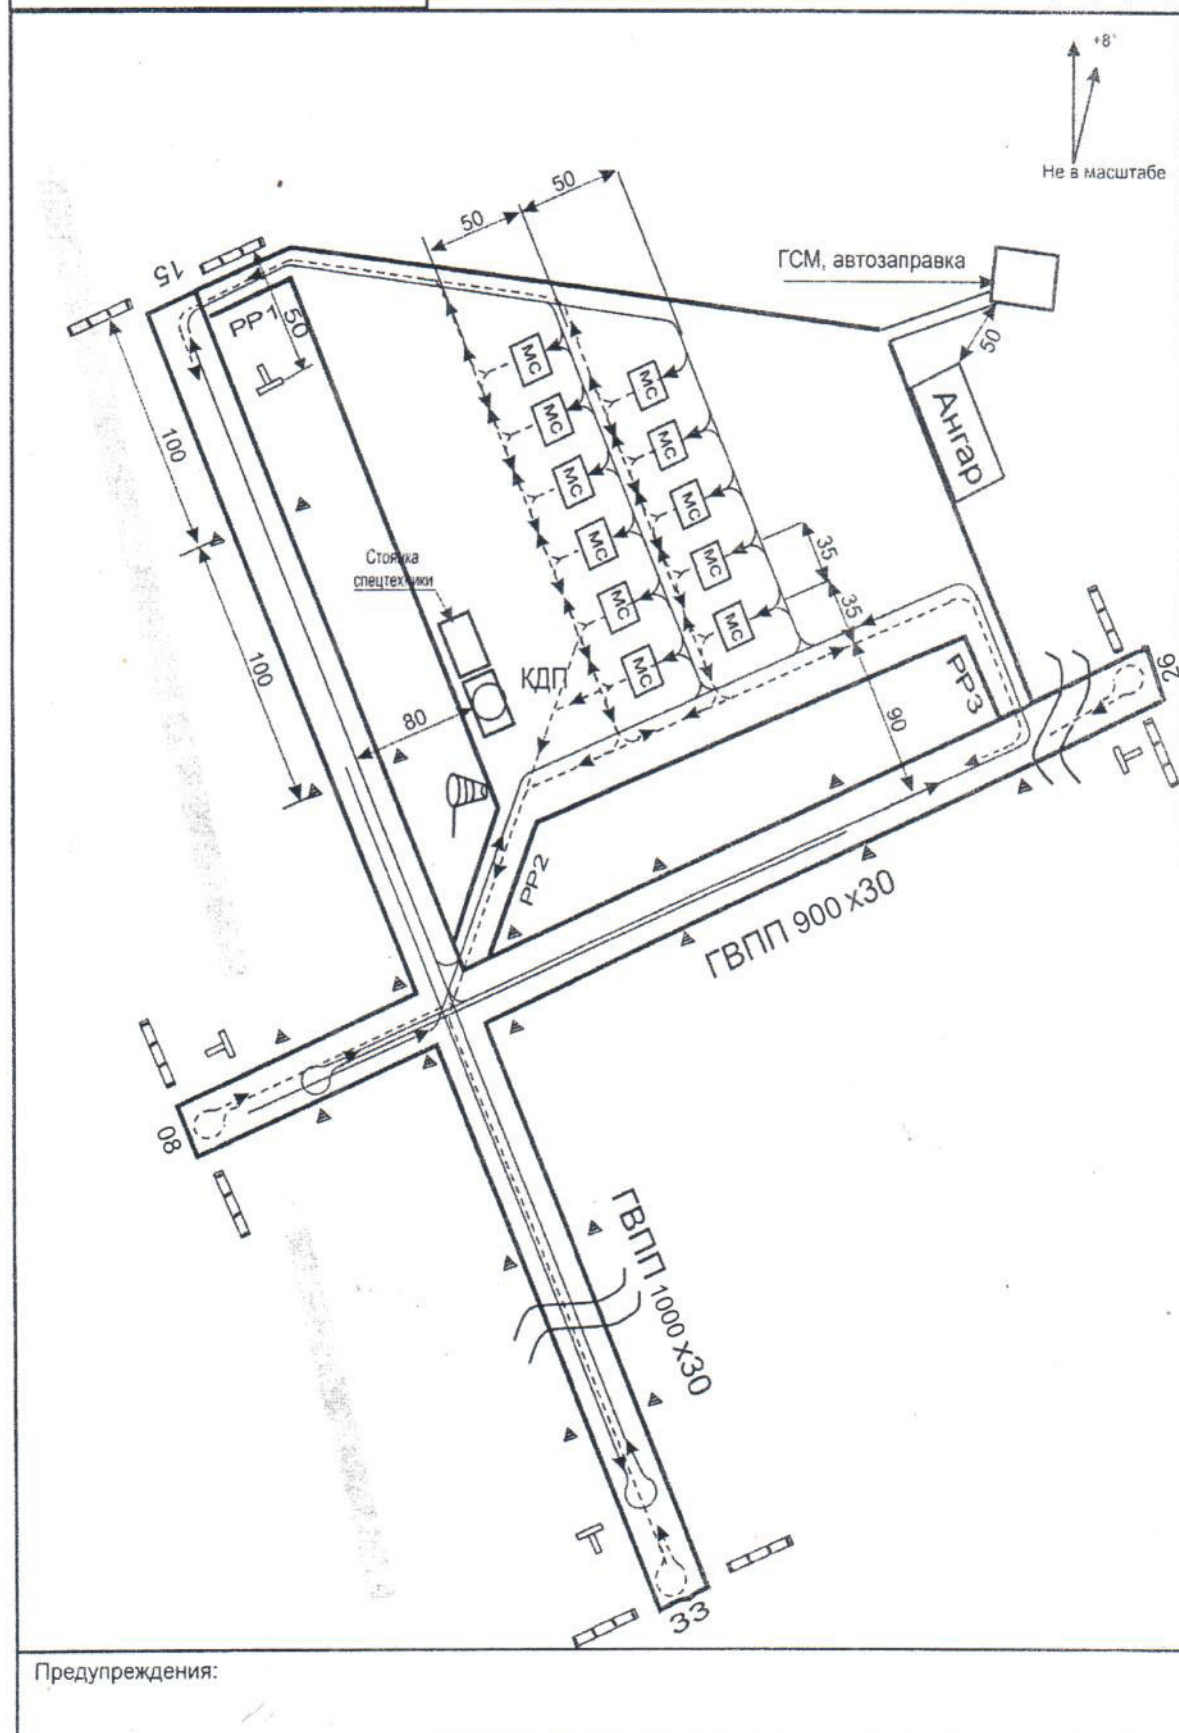 +8°
Не в масштабе
50
50
ГСМ, автозаправка
15
РР1
50
50
100
МС
МС
МС
МС
МС
МС
МС
МС
МС
МС
МС
Ангар
35
35
Стоянка
спецтехники
КДП
80
100
90
РР3
26
РР2
ГВПП 900 х30
08
ГВПП 1000 х30
33
Предупреждения: